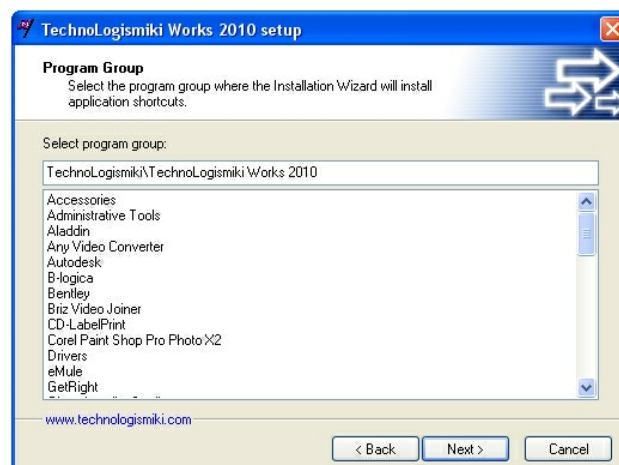 TechnoLogismiki Works 2010 setup
Program Group
Select the program group where the Installation Wizard will install
application shortcuts.
Select program group:
TechnoLogismiki\TechnoLogismiki Works 2010
Accessories
Administrative Tools
Aladdin
Any Video Converter
Autodesk
B-logica
Bentley
Briz Video Joiner
CD-LabelPrint
Corel Paint Shop Pro Photo X2
Drivers
eMule
GetRight
www.technologismiki.com
< Back Next > Cancel